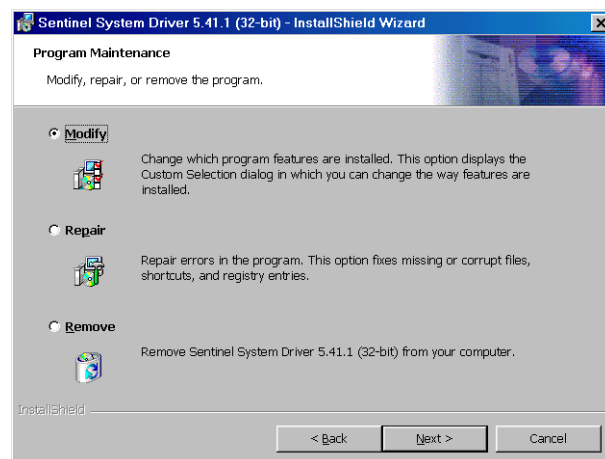 Sentinel System Driver 5.41.1 (32-bit) - InstallShield Wizard
Program Maintenance
Modify, repair, or remove the program.
Modify
Change which program features are installed. This option displays the
Custom Selection dialog in which you can change the way features are
installed.
Repair
Repair errors in the program. This option fixes missing or corrupt files,
shortcuts, and registry entries.
Remove
Remove Sentinel System Driver 5.41.1 (32-bit) from your computer.
InstallShield
< Back
Next >
Cancel